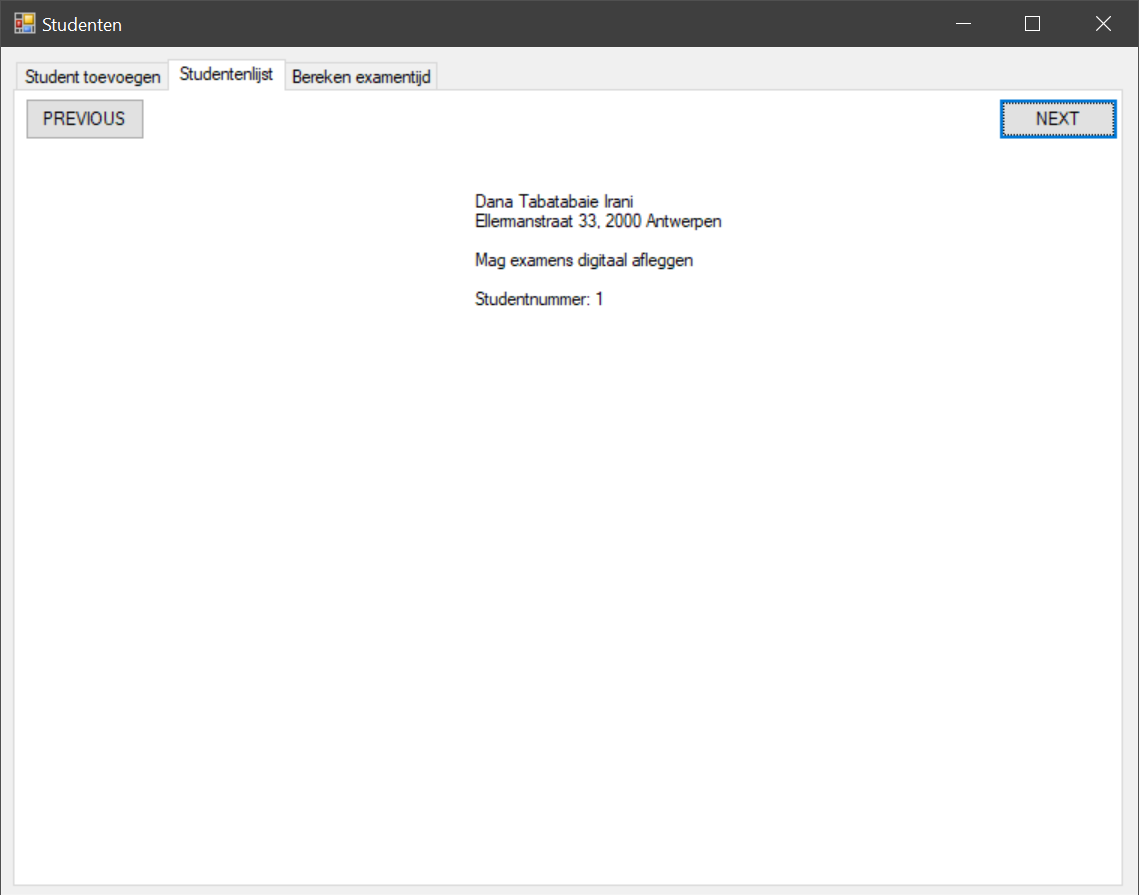 Studenten
Student toevoegen
Studentenlijst
Bereken examentijd
PREVIOUS
NEXT
Dana Tabatabaie Irani
Ellermanstraat 33, 2000 Antwerpen
Mag examens digitaal afleggen
Studentnummer: 1